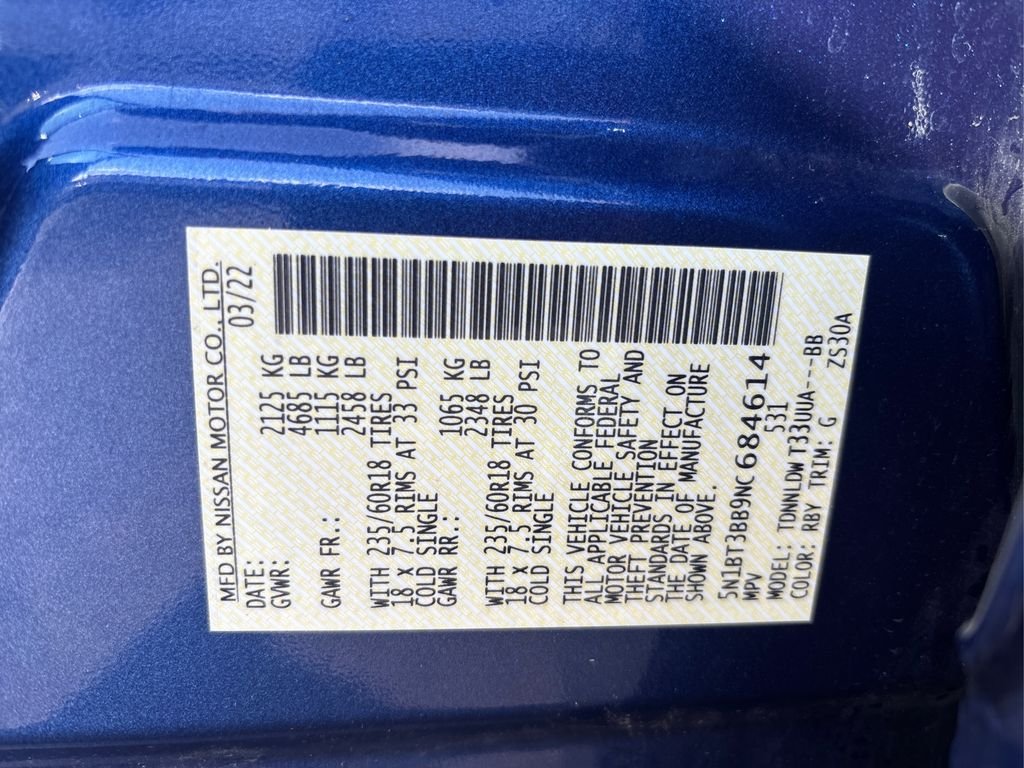 MFD BY NISSAN MOTOR CO., LTD.
DATE: 03/22
GVWR: 2125 KG
4685 LB
GAWR FR.: 1115 KG
2458 LB
WITH 235/60R18 TIRES
18 X 7.5 RIMS AT 33 PSI
COLD SINGLE
GAWR RR.: 1065 KG
2348 LB
WITH 235/60R18 TIRES
18 X 7.5 RIMS AT 30 PSI
COLD SINGLE
THIS VEHICLE CONFORMS TO
ALL APPLICABLE FEDERAL
MOTOR VEHICLE SAFETY AND
THEFT PREVENTION
STANDARDS IN EFFECT ON
THE DATE OF MANUFACTURE
SHOWN ABOVE.
5N1BT3BB9NC684614
MPV 531
MODEL: TDNNLDW T33UUA---BB
COLOR: RBY TRIM: G ZS30A